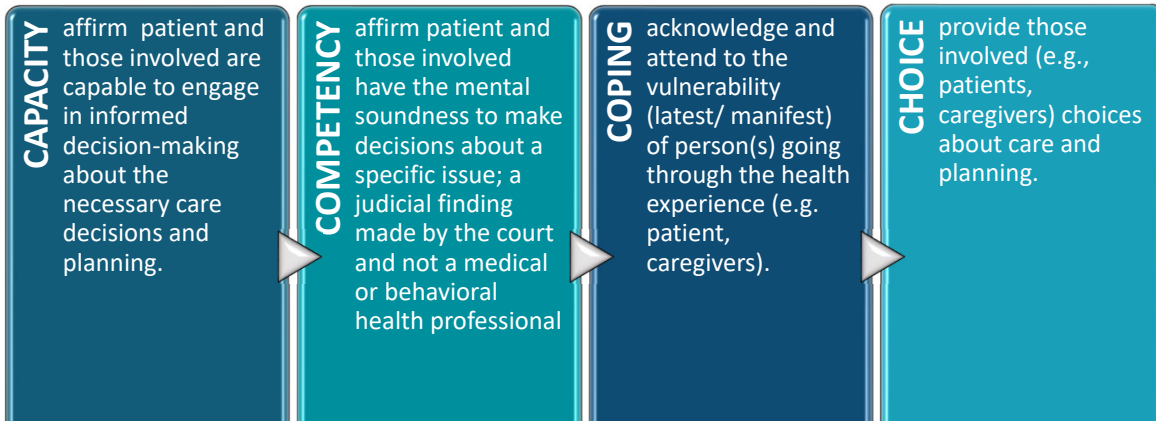 CAPACITY
affirm patient and
those involved are
capable to engage
in informed
decision-making
about the
necessary care
decisions and
planning.
COMPETENCY
affirm patient and
those involved
have the mental
soundness to make
decisions about a
specific issue; a
judicial finding
made by the court
and not a medical
or behavioral
health professional
COPING
acknowledge and
attend to the
vulnerability
(latest/ manifest)
of person(s) going
through the health
experience (e.g.
patient,
caregivers).
CHOICE
provide those
involved (e.g.,
patients,
caregivers) choices
about care and
planning.